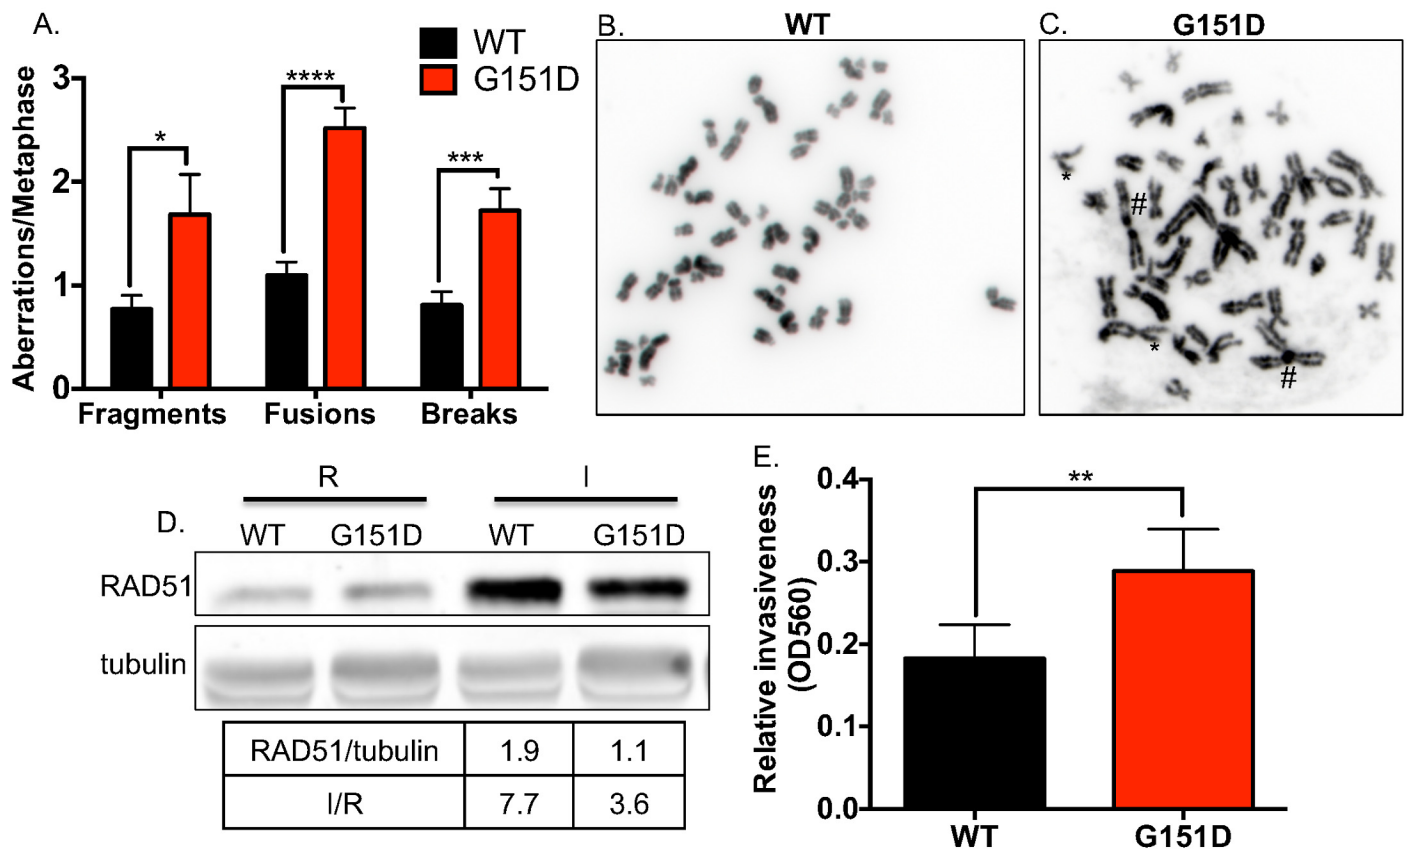 A.
WT
G151D
Aberrations/Metaphase
3
2
1
0
*
****
***
Fragments Fusions Breaks
B.
WT
C.
G151D
*
#
*
#
D.
R I
WT G151D WT G151D
RAD51
tubulin
RAD51/tubulin 1.9 1.1
I/R 7.7 3.6
E.
Relative invasiveness
(OD560)
0.4
0.3
0.2
0.1
0.0
**
WT G151D